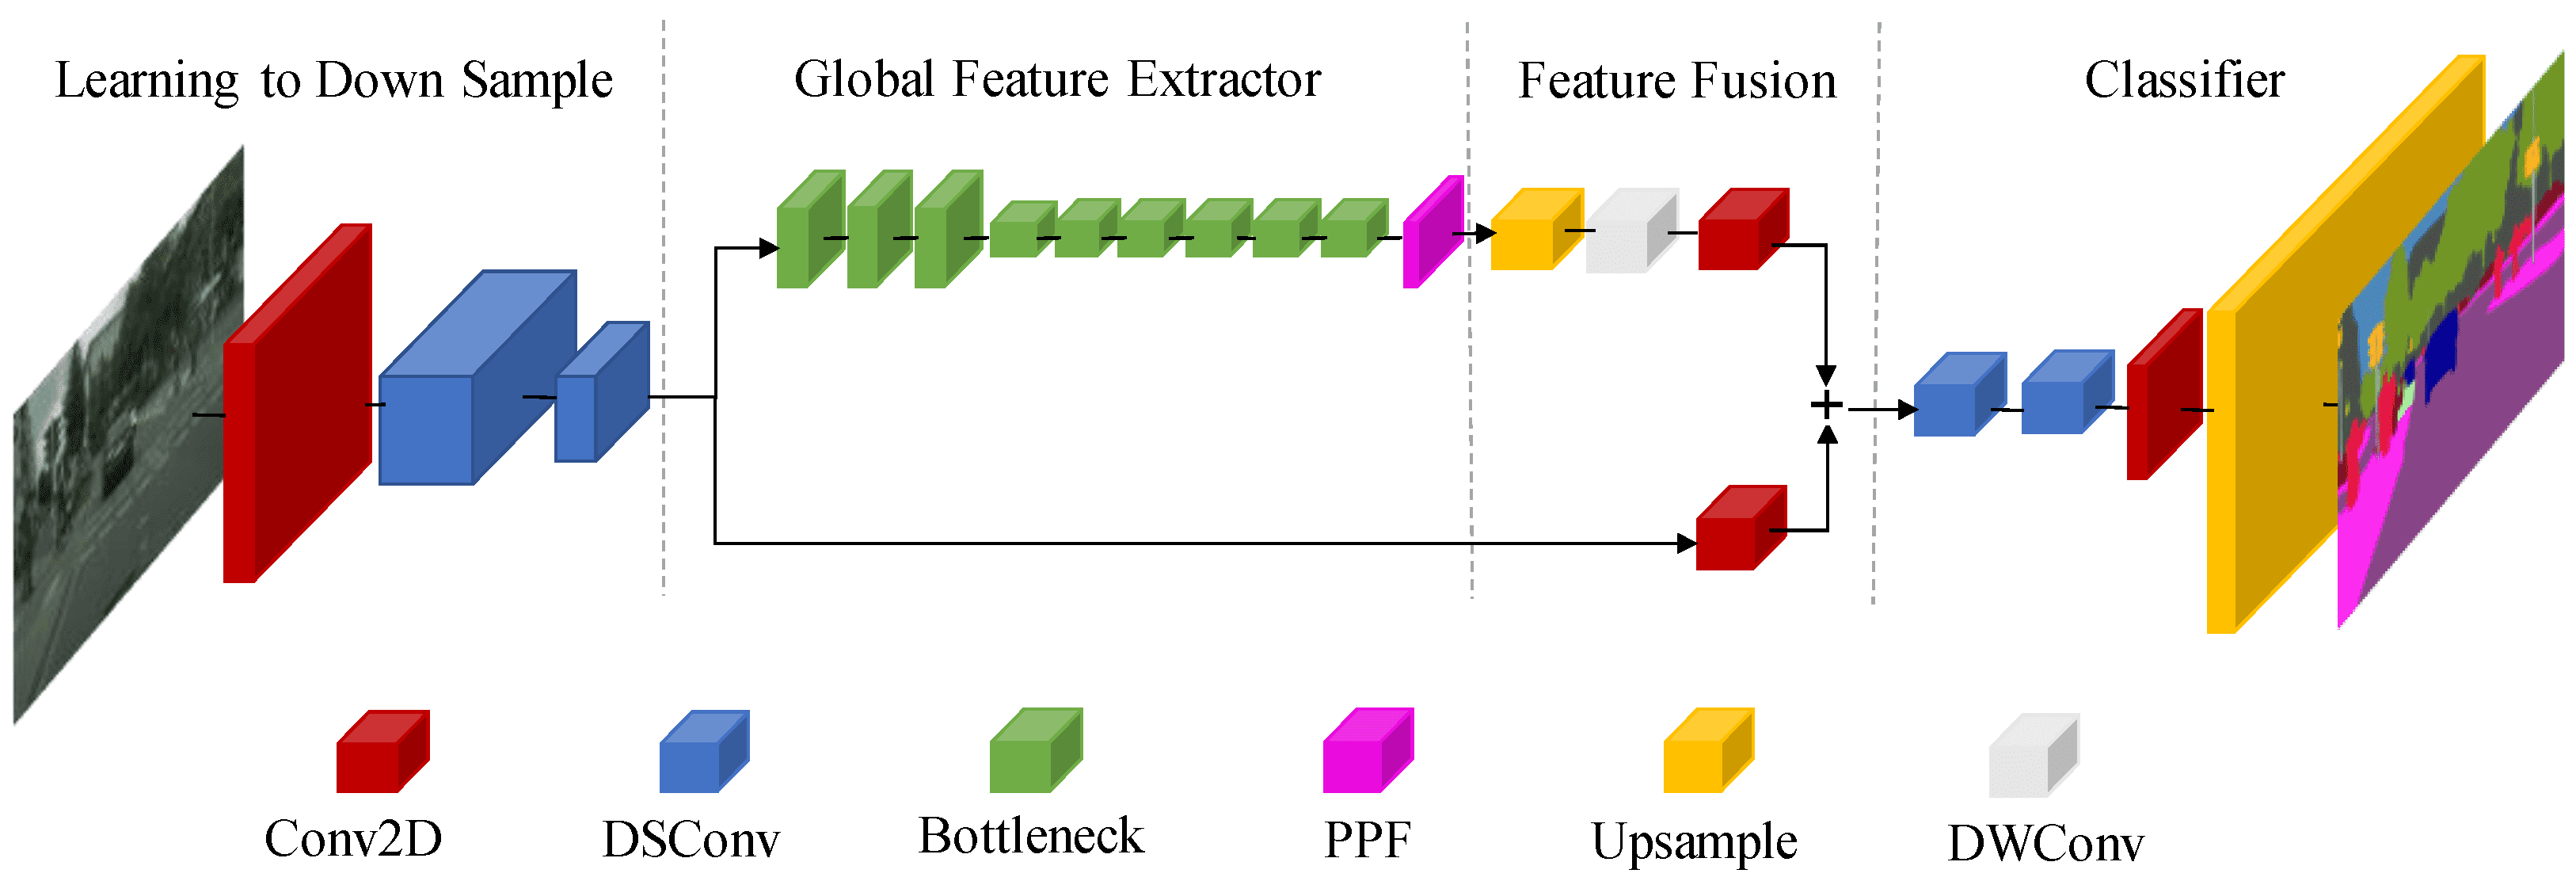 Learning to Down Sample
Global Feature Extractor
Feature Fusion
Classifier
+
Conv2D
DSConv
Bottleneck
PPF
Upsample
DWConv